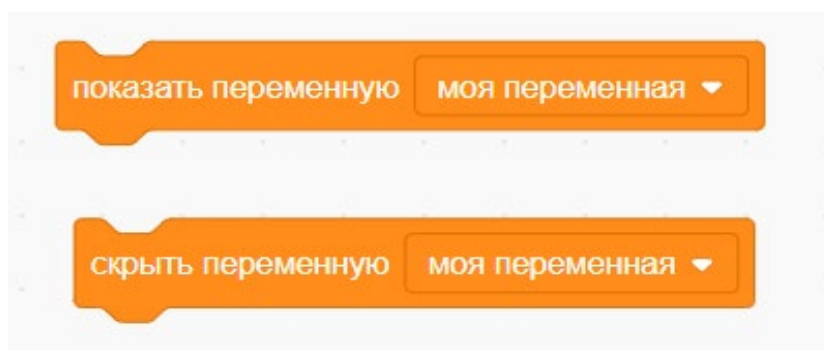 показать переменную моя переменная
скрыть переменную моя переменная